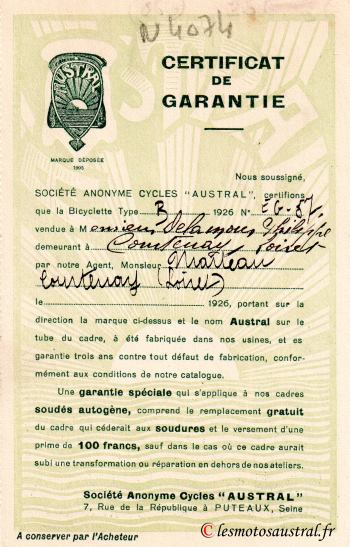 N 4074
AUSTRAL
MARQUE DÉPOSÉE
1905
CERTIFICAT
DE
GARANTIE
Nous soussigné,
SOCIÉTÉ ANONYME CYCLES "AUSTRAL", certifions
que la Bicyclette Type B 1926 N°
vendue à Monsieur Delamour Philippe
demeurant à Courtenay, Loiret
par notre Agent, Monsieur Marteau
Courtenay (Loiret)
le 1926, portant sur
la direction la marque ci-dessus et le nom Austral sur le
tube du cadre, a été fabriquée dans nos usines, et es
garantie trois ans contre tout défaut de fabrication, confor-
mément aux conditions de notre catalogue.
Une garantie spéciale qui s'applique à nos cadres
soudés autogène, comprend le remplacement gratuit
du cadre qui céderait aux soudures et le versement d'une
prime de 100 francs, sauf dans le cas où ce cadre aurait
subi une transformation ou réparation en dehors de nos ateliers.
Société Anonyme Cycles "AUSTRAL"
7, Rue de la République à PUTEAUX, Seine
A conserver par l'Acheteur
©lesmotosaustral.fr